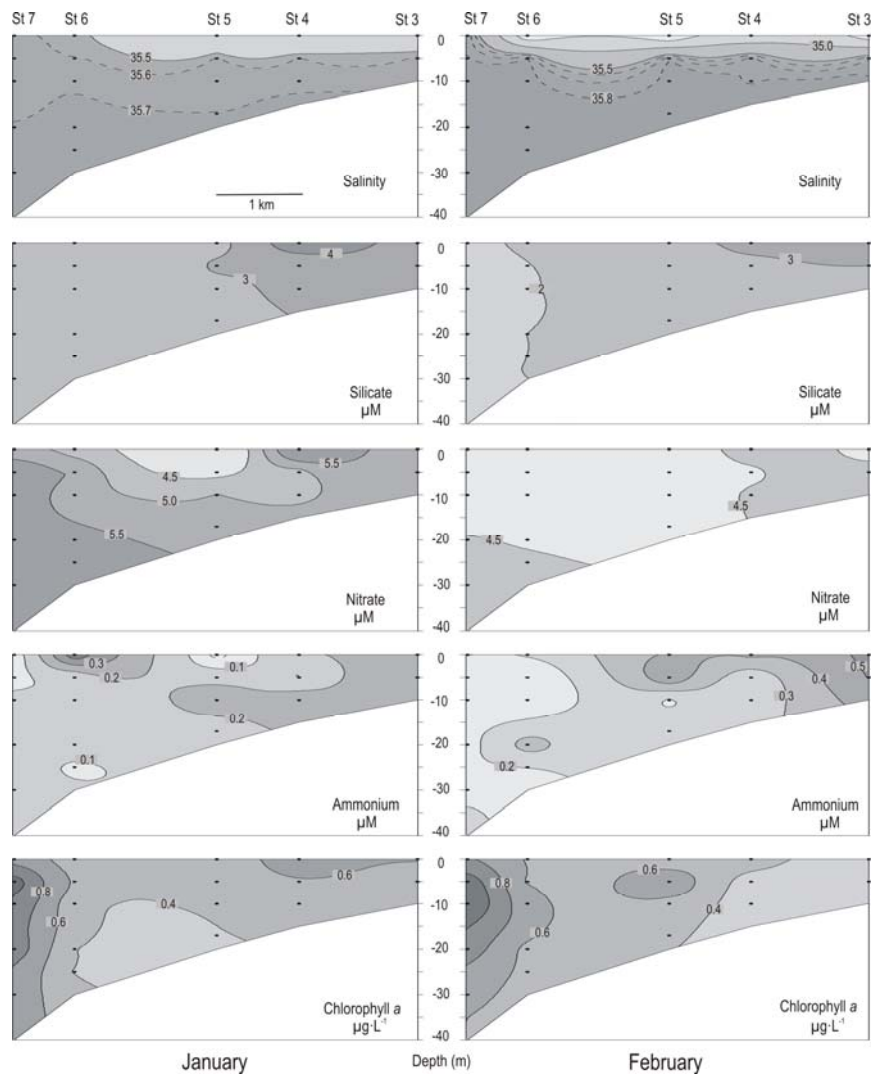 St 7 St 6 St 5 St 4 St 3 St 7 St 6 St 5 St 4 St 3
35.5
35.6
35.7
Salinity
1 km
0
-10
-20
-30
-40
35.0
35.5
35.8
Salinity
4
3
Silicate
µM
0
-10
-20
-30
-40
3
2
Silicate
µM
4.5
5.5
5.0
5.5
Nitrate
µM
0
-10
-20
-30
-40
4.5
4.5
Nitrate
µM
0.3
0.1
0.2
0.2
0.1
Ammonium
µM
0
-10
-20
-30
-40
0.5
0.4
0.3
0.2
Ammonium
µM
0.6
0.8
0.4
0.6
Chlorophyll a
µg·L⁻¹
0
-10
-20
-30
-40
0.6
0.8
0.4
0.6
Chlorophyll a
µg·L⁻¹
January Depth (m) February